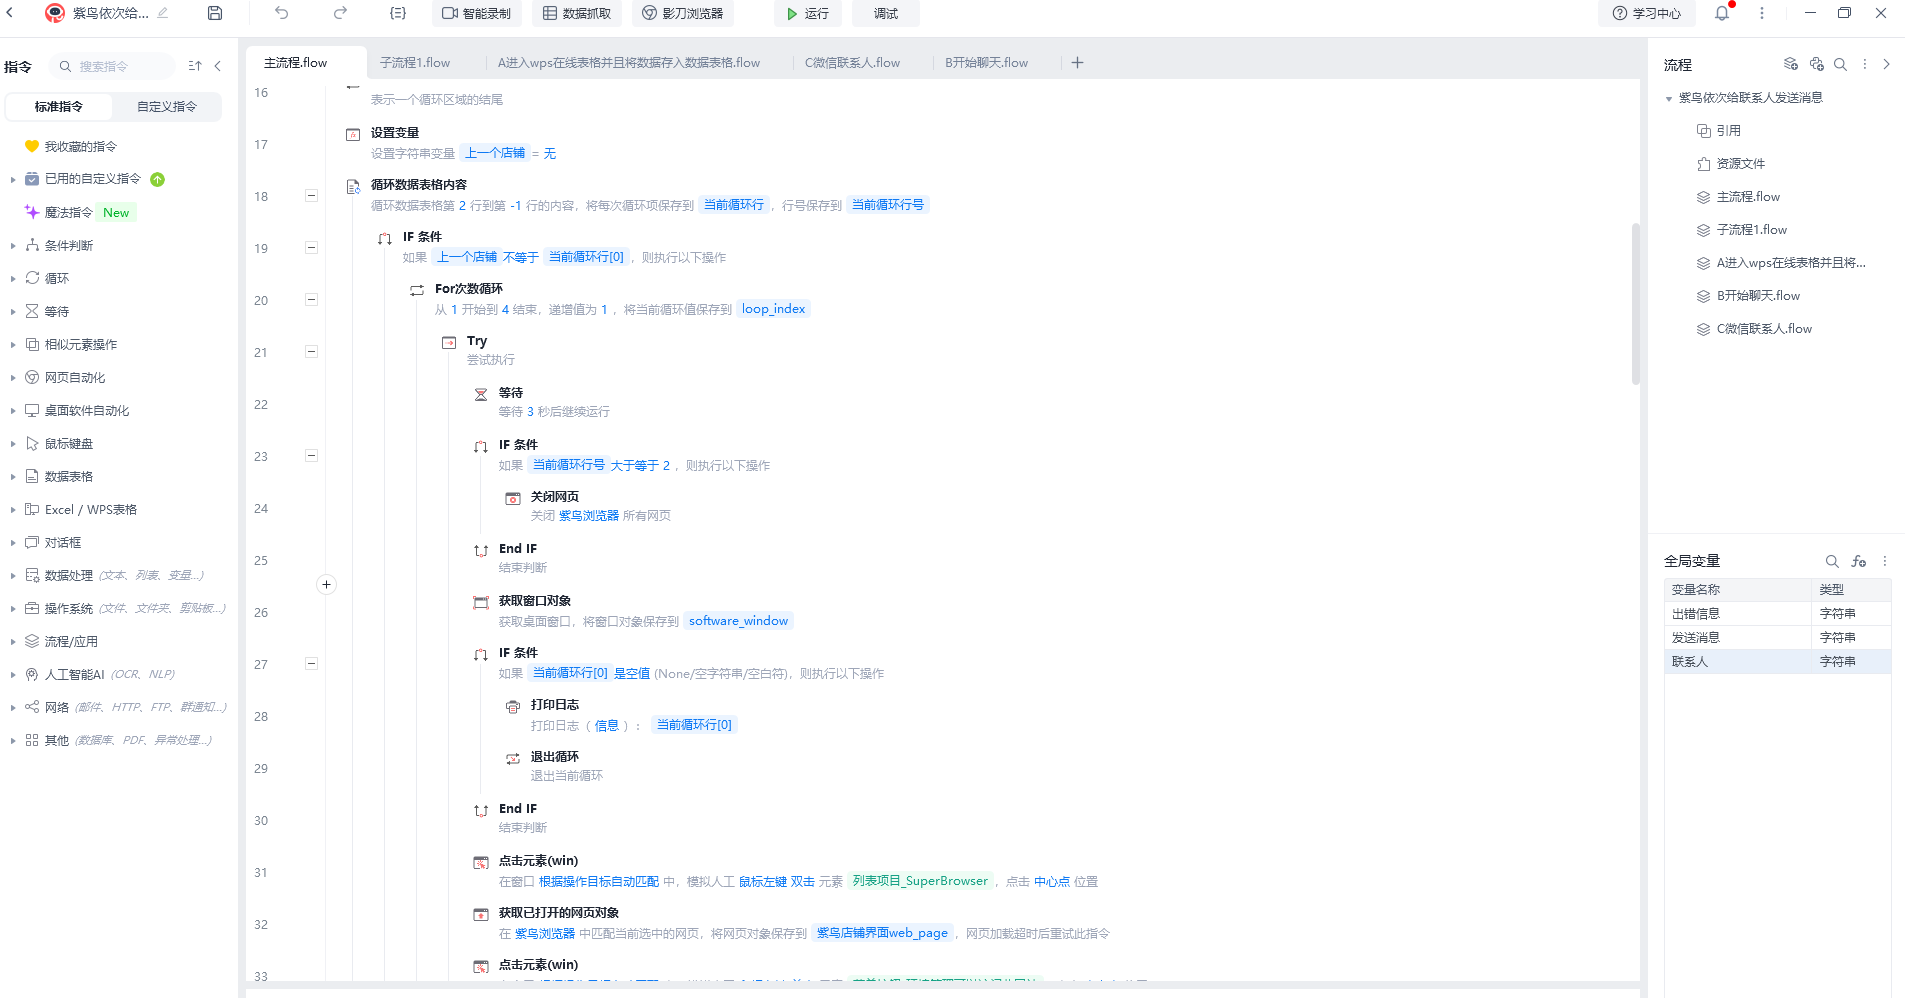 紫鸟依次给...
智能录制
数据抓取
影刀浏览器
运行
调试
学习中心
指令
搜索指令
标准指令
自定义指令
我收藏的指令
已用的自定义指令
魔法指令 New
条件判断
循环
等待
相似元素操作
网页自动化
桌面软件自动化
鼠标键盘
数据表格
Excel / WPS表格
对话框
数据处理 (文本、列表、变量...)
操作系统 (文件、文件夹、剪贴板...)
流程/应用
人工智能AI (OCR、NLP)
网络 (邮件、HTTP、FTP、群通知...)
其他 (数据库、PDF、异常处理...)
主流程.flow
子流程1.flow
A进入wps在线表格并且将数据存入数据表格.flow
C微信联系人.flow
B开始聊天.flow
16
表示一个循环区域的结尾
17
设置变量
设置字符串变量 上一个店铺 = 无
18
循环数据表格内容
循环数据表格第 2 行到第 -1 行的内容，将每次循环项保存到 当前循环行 ，行号保存到 当前循环行号
19
IF 条件
如果 上一个店铺 不等于 当前循环行[0] ，则执行以下操作
20
For次数循环
从 1 开始到 4 结束，递增值为 1 ，将当前循环值保存到 loop_index
21
Try
尝试执行
22
等待
等待 3 秒后继续运行
23
IF 条件
如果 当前循环行号 大于等于 2 ，则执行以下操作
24
关闭网页
关闭 紫鸟浏览器 所有网页
25
End IF
结束判断
26
获取窗口对象
获取桌面窗口，将窗口对象保存到 software_window
27
IF 条件
如果 当前循环行[0] 是空值 (None/空字符串/空白符)，则执行以下操作
28
打印日志
打印日志（ 信息 ）： 当前循环行[0]
29
退出循环
退出当前循环
30
End IF
结束判断
31
点击元素(win)
在窗口 根据操作目标自动匹配 中，模拟人工 鼠标左键 双击 元素 列表项目_SuperBrowser ，点击 中心点 位置
32
获取已打开的网页对象
在 紫鸟浏览器 中匹配当前选中的网页，将网页对象保存到 紫鸟店铺界面web_page ，网页加载超时后重试此指令
33
点击元素(win)
流程
紫鸟依次给联系人发送消息
引用
资源文件
主流程.flow
子流程1.flow
A进入wps在线表格并且将...
B开始聊天.flow
C微信联系人.flow
全局变量
变量名称 类型
出错信息 字符串
发送消息 字符串
联系人 字符串